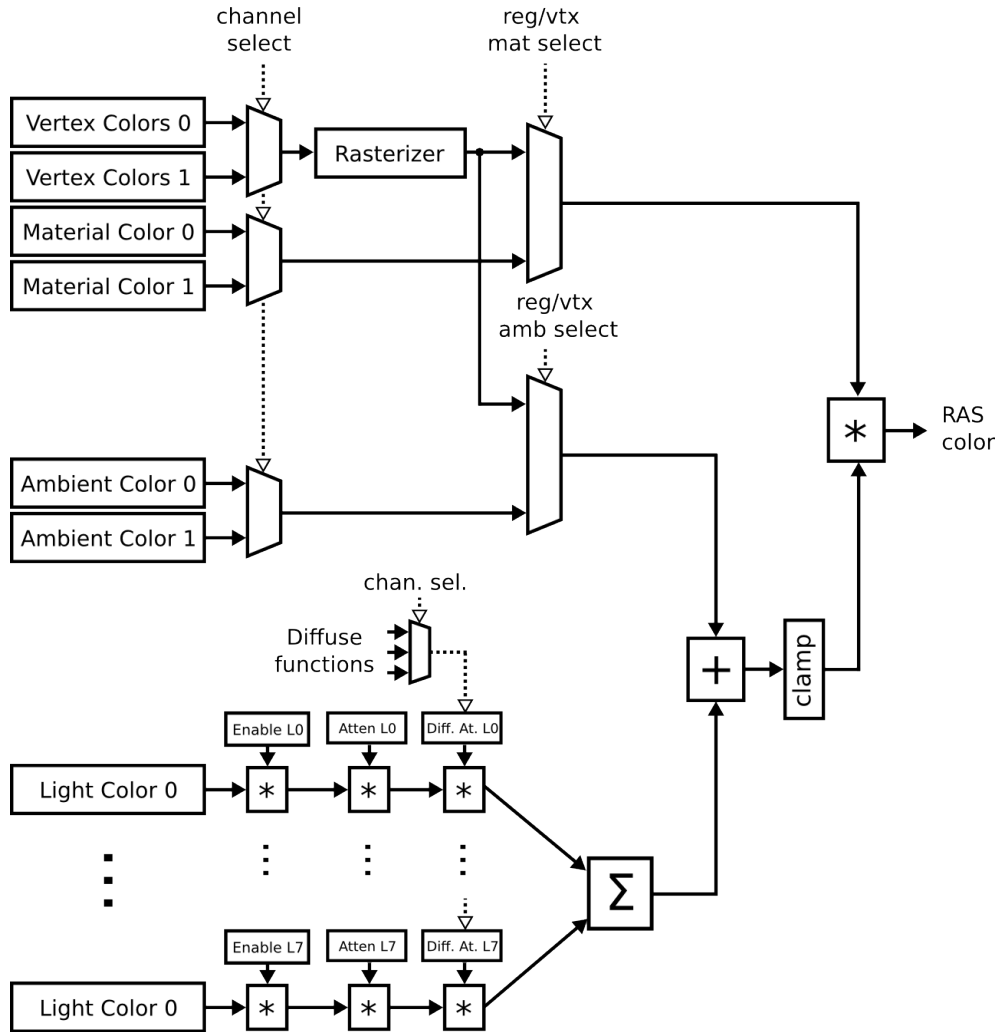 channel
select
reg/vtx
mat select
Vertex Colors 0
Rasterizer
Vertex Colors 1
Material Color 0
Material Color 1
reg/vtx
amb select
*
RAS
color
Ambient Color 0
Ambient Color 1
chan. sel.
Diffuse
functions
+
clamp
Enable L0
Atten L0
Diff. At. L0
Light Color 0
*
*
*
Σ
Enable L7
Atten L7
Diff. At. L7
Light Color 0
*
*
*